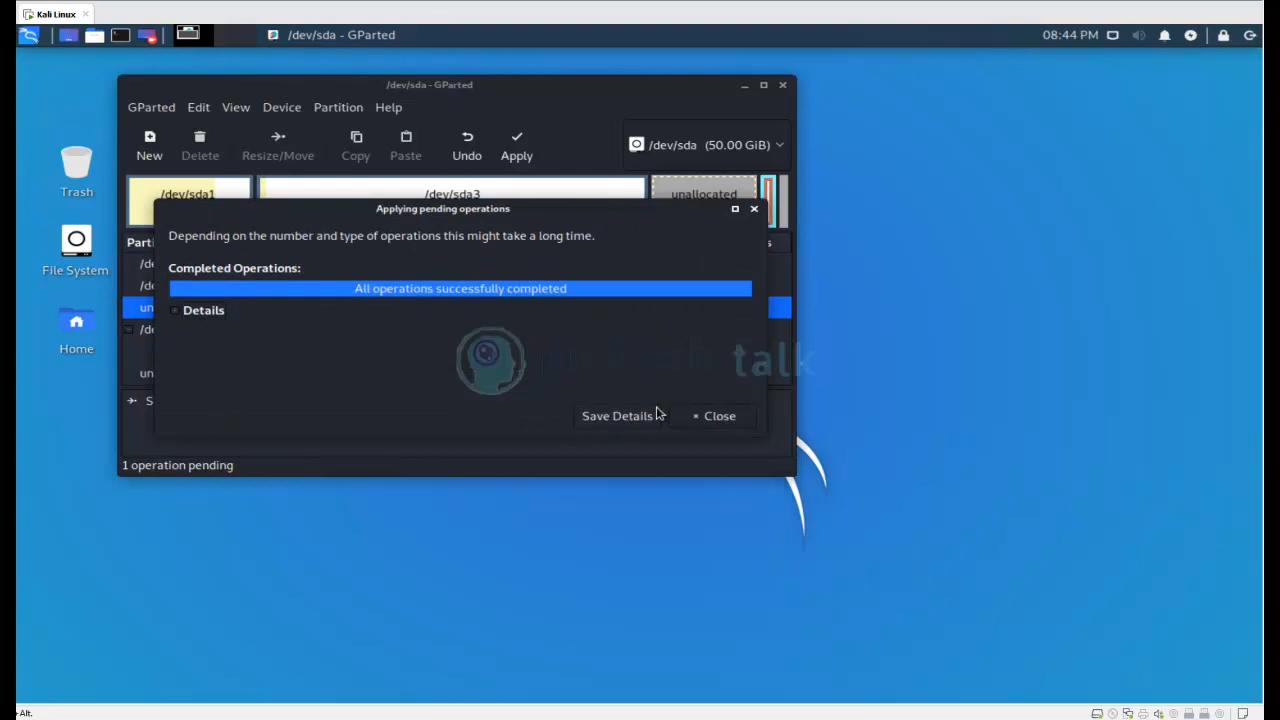 Kali Linux
/dev/sda - GParted
08:44 PM
/dev/sda - GParted
GParted Edit View Device Partition Help
New Delete Resize/Move Copy Paste Undo Apply
/dev/sda (50.00 GiB)
/dev/sda1 /dev/sda3 unallocated
Applying pending operations
Depending on the number and type of operations this might take a long time.
Completed Operations:
All operations successfully completed
Details
talk
Save Details
Close
1 operation pending
Trash
File System
Home
Alt.